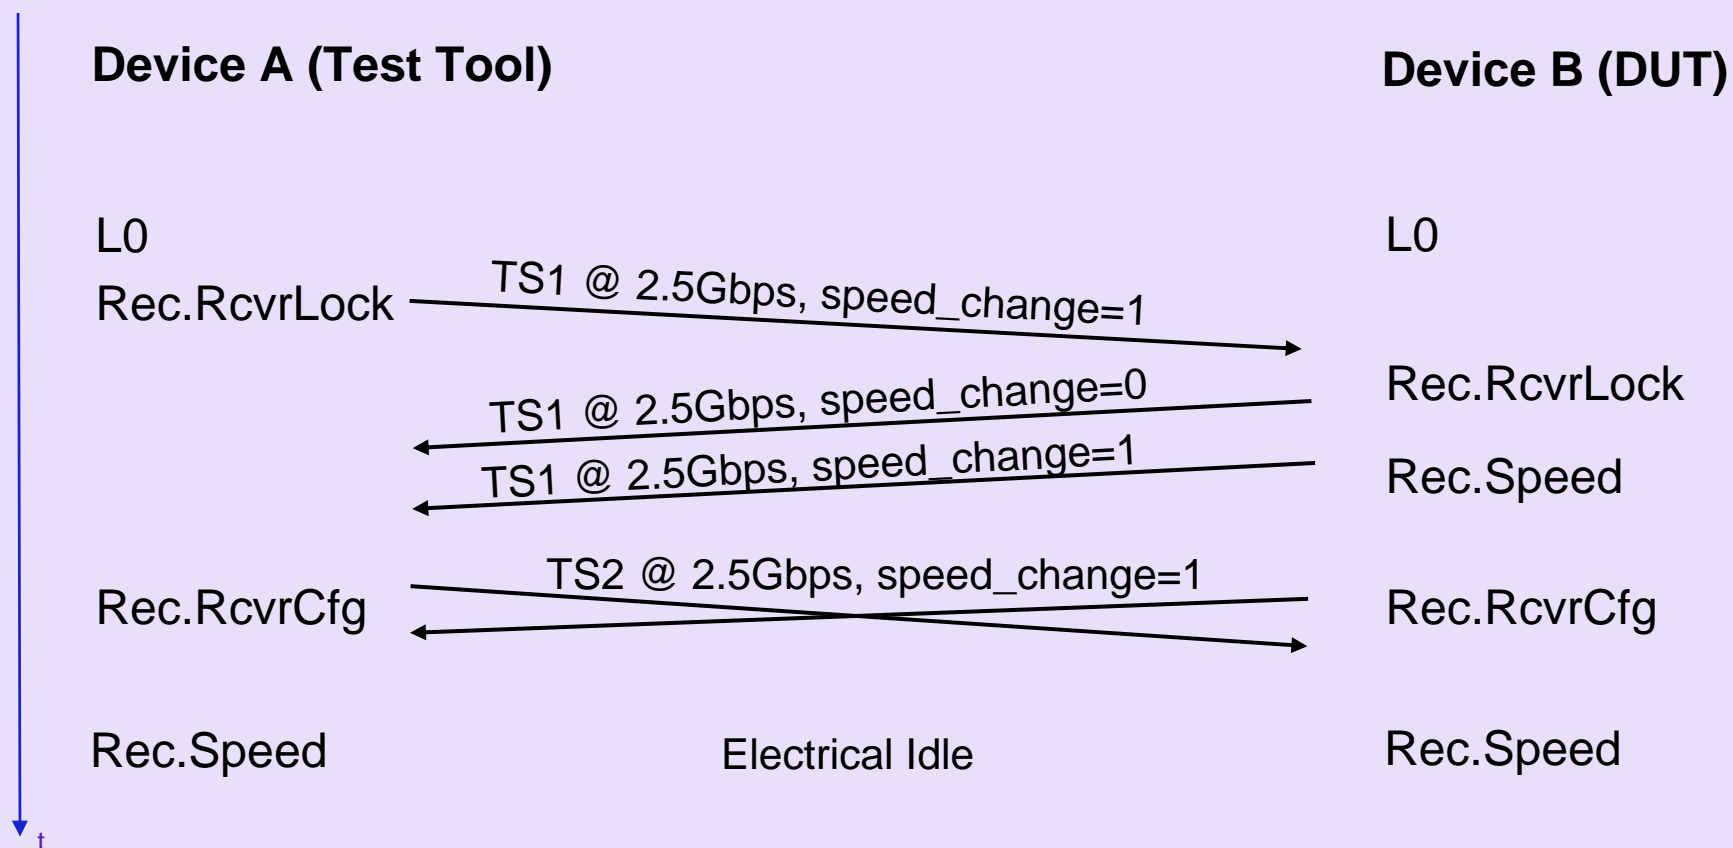 Device A (Test Tool)
Device B (DUT)
L0
L0
Rec.RcvrLock
TS1 @ 2.5Gbps, speed_change=1
Rec.RcvrLock
TS1 @ 2.5Gbps, speed_change=0
TS1 @ 2.5Gbps, speed_change=1
Rec.Speed
Rec.RcvrCfg
TS2 @ 2.5Gbps, speed_change=1
Rec.RcvrCfg
Rec.Speed
Electrical Idle
Rec.Speed
t